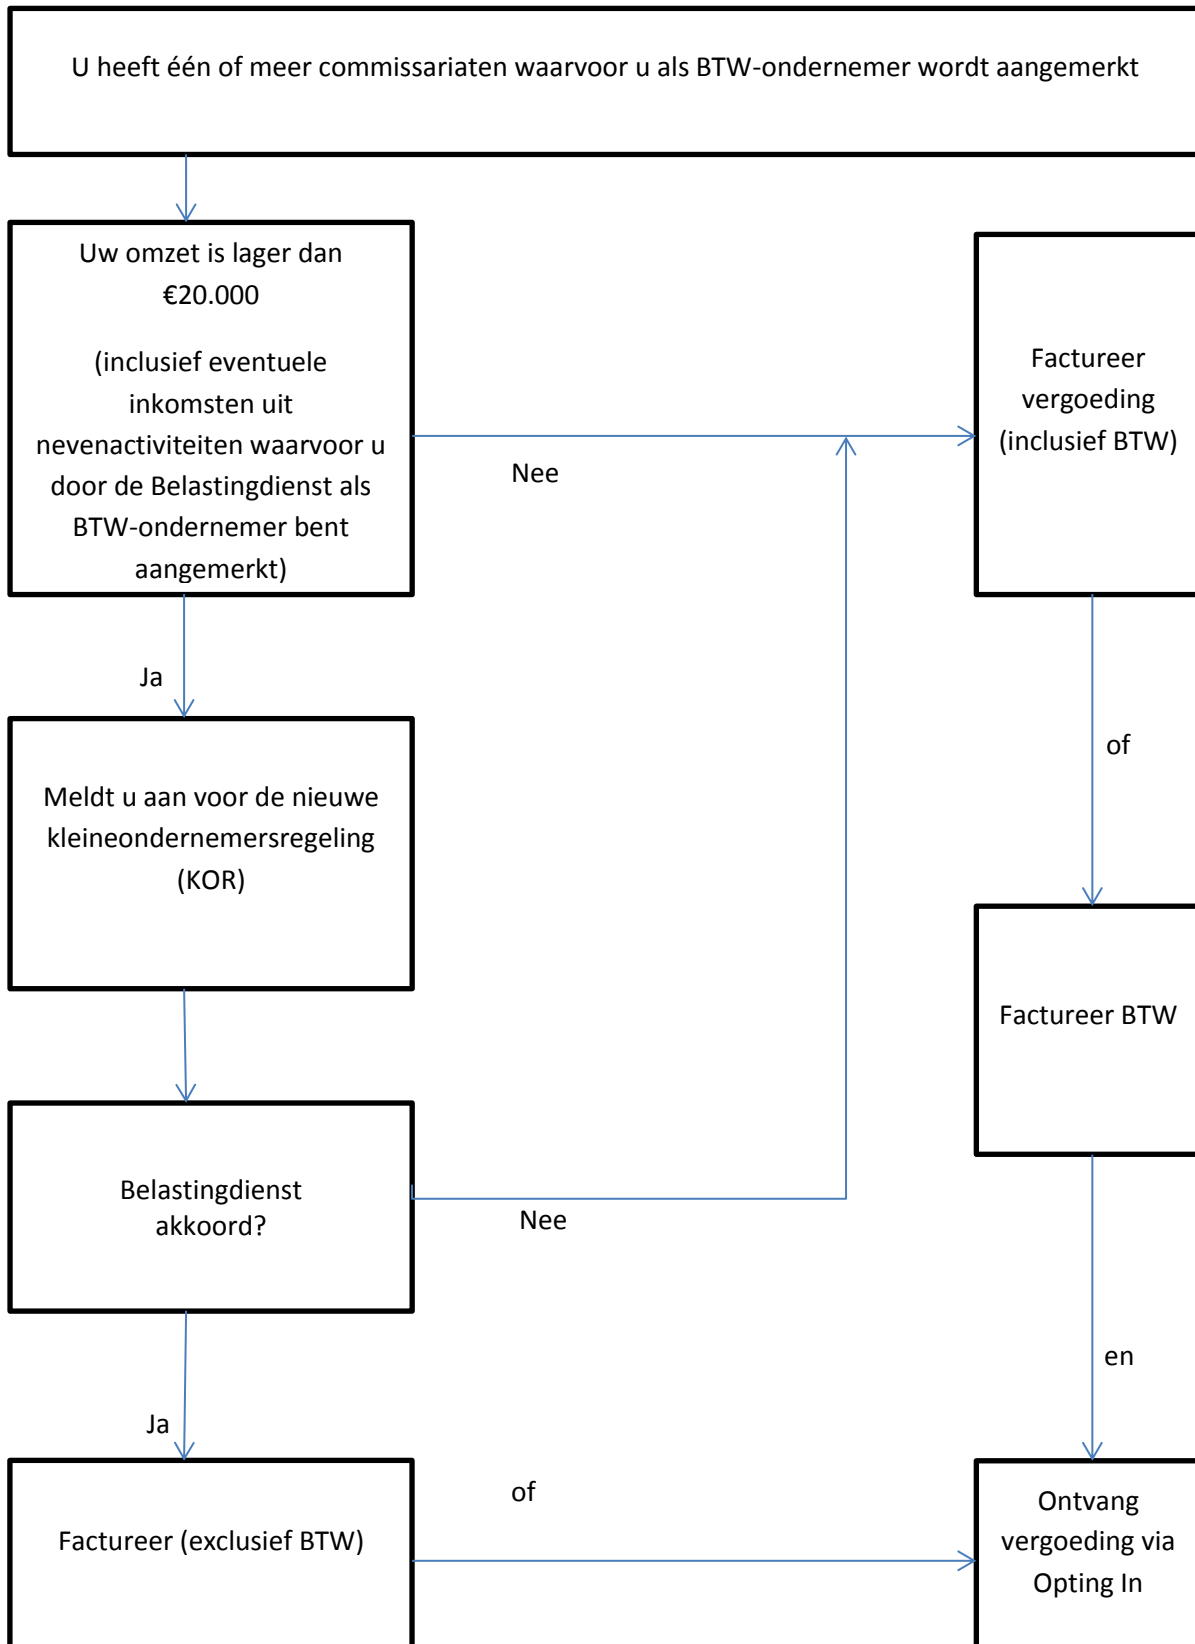 U heeft één of meer commissariaten waarvoor u als BTW-ondernemer wordt aangemerkt
Uw omzet is lager dan
€20.000
(inclusief eventuele
inkomsten uit
nevenactiviteiten waarvoor u
door de Belastingdienst als
BTW-ondernemer bent
aangemerkt)
Nee
Factureer
vergoeding
(inclusief BTW)
Ja
of
Meldt u aan voor de nieuwe
kleineondernemersregeling
(KOR)
Factureer BTW
Belastingdienst
akkoord?
Nee
en
Ja
Factureer (exclusief BTW)
of
Ontvang
vergoeding via
Opting In